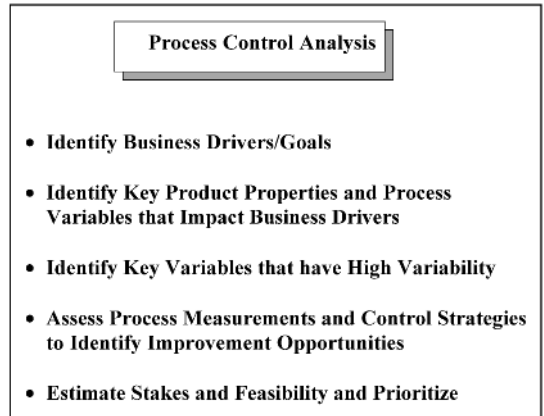 Process Control Analysis
• Identify Business Drivers/Goals
• Identify Key Product Properties and Process
Variables that Impact Business Drivers
• Identify Key Variables that have High Variability
• Assess Process Measurements and Control Strategies
to Identify Improvement Opportunities
• Estimate Stakes and Feasibility and Prioritize